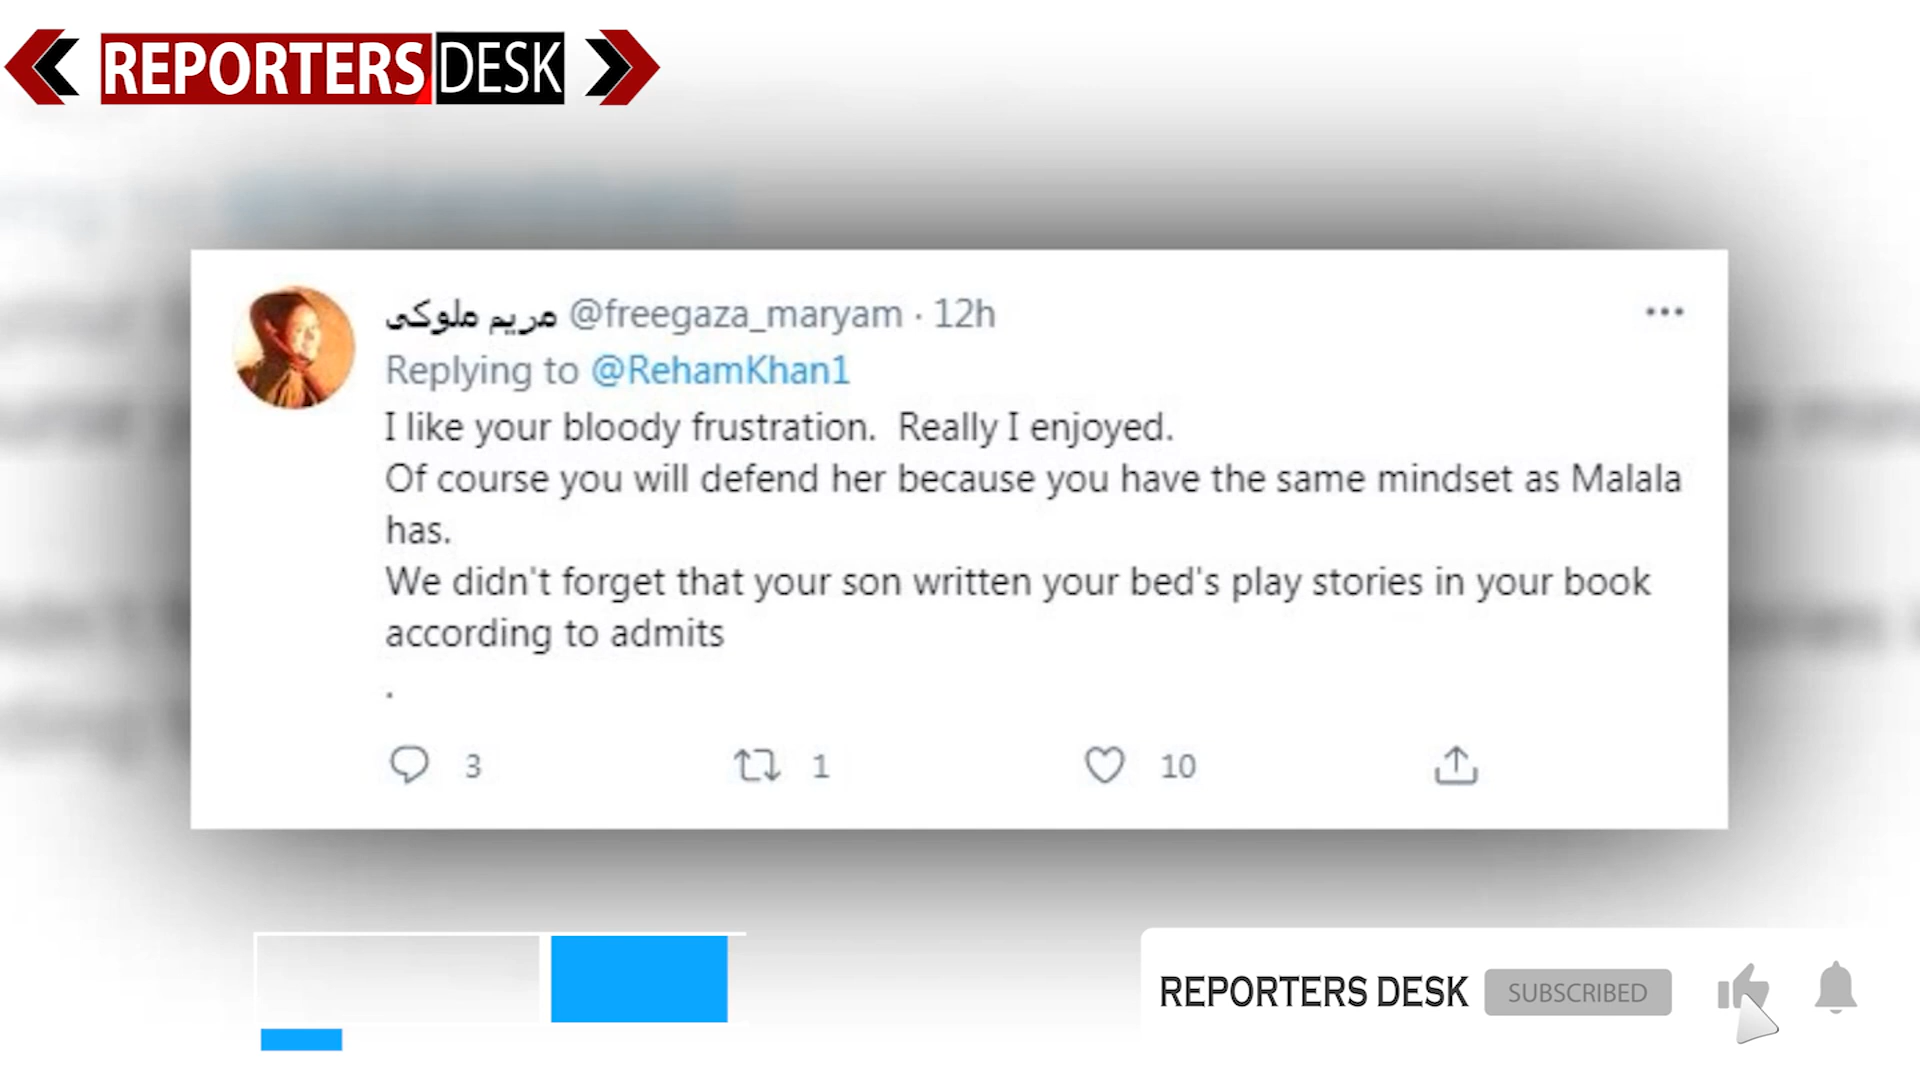 REPORTERS DESK
مریم ملوکی @freegaza_maryam · 12h
Replying to @RehamKhan1
I like your bloody frustration. Really I enjoyed.
Of course you will defend her because you have the same mindset as Malala
has.
We didn't forget that your son written your bed's play stories in your book
according to admits
.
3 1 10
REPORTERS DESK SUBSCRIBED